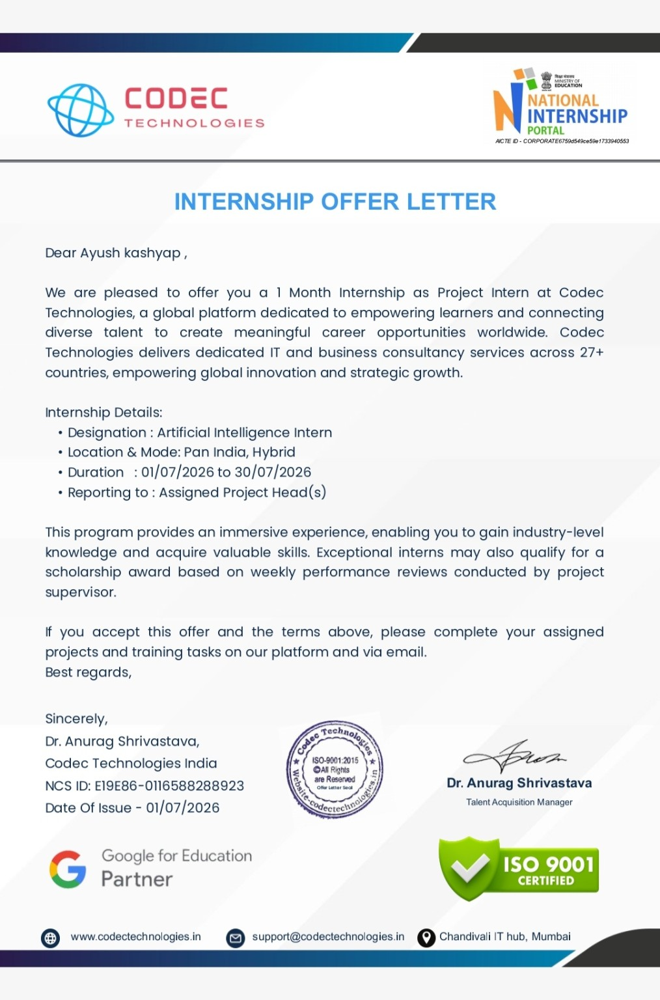 CODEC
TECHNOLOGIES
शिक्षा मंत्रालय
MINISTRY OF
EDUCATION
NATIONAL
INTERNSHIP
PORTAL
AICTE ID - CORPORATE6759d549ce59e1733940553
INTERNSHIP OFFER LETTER
Dear Ayush kashyap ,
We are pleased to offer you a 1 Month Internship as Project Intern at Codec
Technologies, a global platform dedicated to empowering learners and connecting
diverse talent to create meaningful career opportunities worldwide. Codec
Technologies delivers dedicated IT and business consultancy services across 27+
countries, empowering global innovation and strategic growth.
Internship Details:
• Designation : Artificial Intelligence Intern
• Location & Mode: Pan India, Hybrid
• Duration : 01/07/2026 to 30/07/2026
• Reporting to : Assigned Project Head(s)
This program provides an immersive experience, enabling you to gain industry-level
knowledge and acquire valuable skills. Exceptional interns may also qualify for a
scholarship award based on weekly performance reviews conducted by project
supervisor.
If you accept this offer and the terms above, please complete your assigned
projects and training tasks on our platform and via email.
Best regards,
Sincerely,
Dr. Anurag Shrivastava,
Codec Technologies India
NCS ID: E19E86-0116588288923
Date Of Issue - 01/07/2026
★ Codec Technologies ★
ISO-9001:2015
©All Rights
are Reserved
Offer Letter Seal
Website-codectechnologies.in
Dr. Anurag Shrivastava
Talent Acquisition Manager
Google for Education
Partner
ISO 9001
CERTIFIED
www.codectechnologies.in
support@codectechnologies.in
Chandivali IT hub, Mumbai